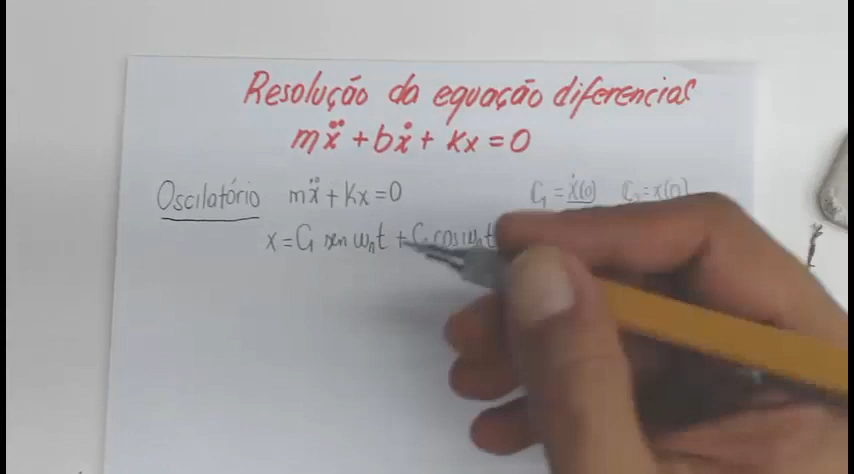 Resolução da equação diferencial
mẍ + bẋ + kx = 0
Oscilatório mẍ + kx = 0 C₁ = ẋ(0) C₂ = x(0)
x = C₁ sen ωₙt + C₂ cos ωₙt